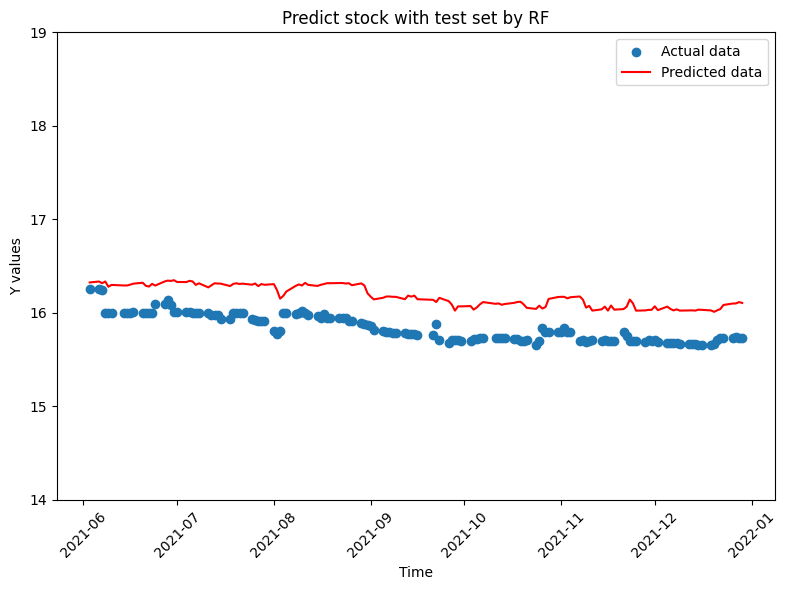 Predict stock with test set by RF
Actual data
Predicted data
19
18
17
16
15
14
Y values
2021-06
2021-07
2021-08
2021-09
2021-10
2021-11
2021-12
2022-01
Time